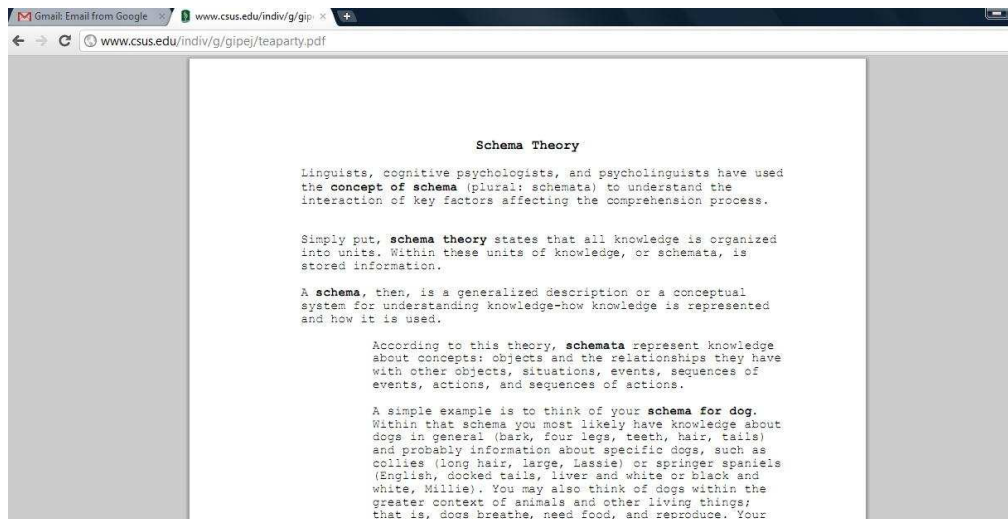 Gmail: Email from Google
www.csus.edu/indiv/g/gip
www.csus.edu/indiv/g/gipej/teaparty.pdf
Schema Theory
Linguists, cognitive psychologists, and psycholinguists have used
the concept of schema (plural: schemata) to understand the
interaction of key factors affecting the comprehension process.
Simply put, schema theory states that all knowledge is organized
into units. Within these units of knowledge, or schemata, is
stored information.
A schema, then, is a generalized description or a conceptual
system for understanding knowledge-how knowledge is represented
and how it is used.
According to this theory, schemata represent knowledge
about concepts: objects and the relationships they have
with other objects, situations, events, sequences of
events, actions, and sequences of actions.
A simple example is to think of your schema for dog.
Within that schema you most likely have knowledge about
dogs in general (bark, four legs, teeth, hair, tails)
and probably information about specific dogs, such as
collies (long hair, large, Lassie) or springer spaniels
(English, docked tails, liver and white or black and
white, Millie). You may also think of dogs within the
greater context of animals and other living things;
that is, dogs breathe, need food, and reproduce. Your